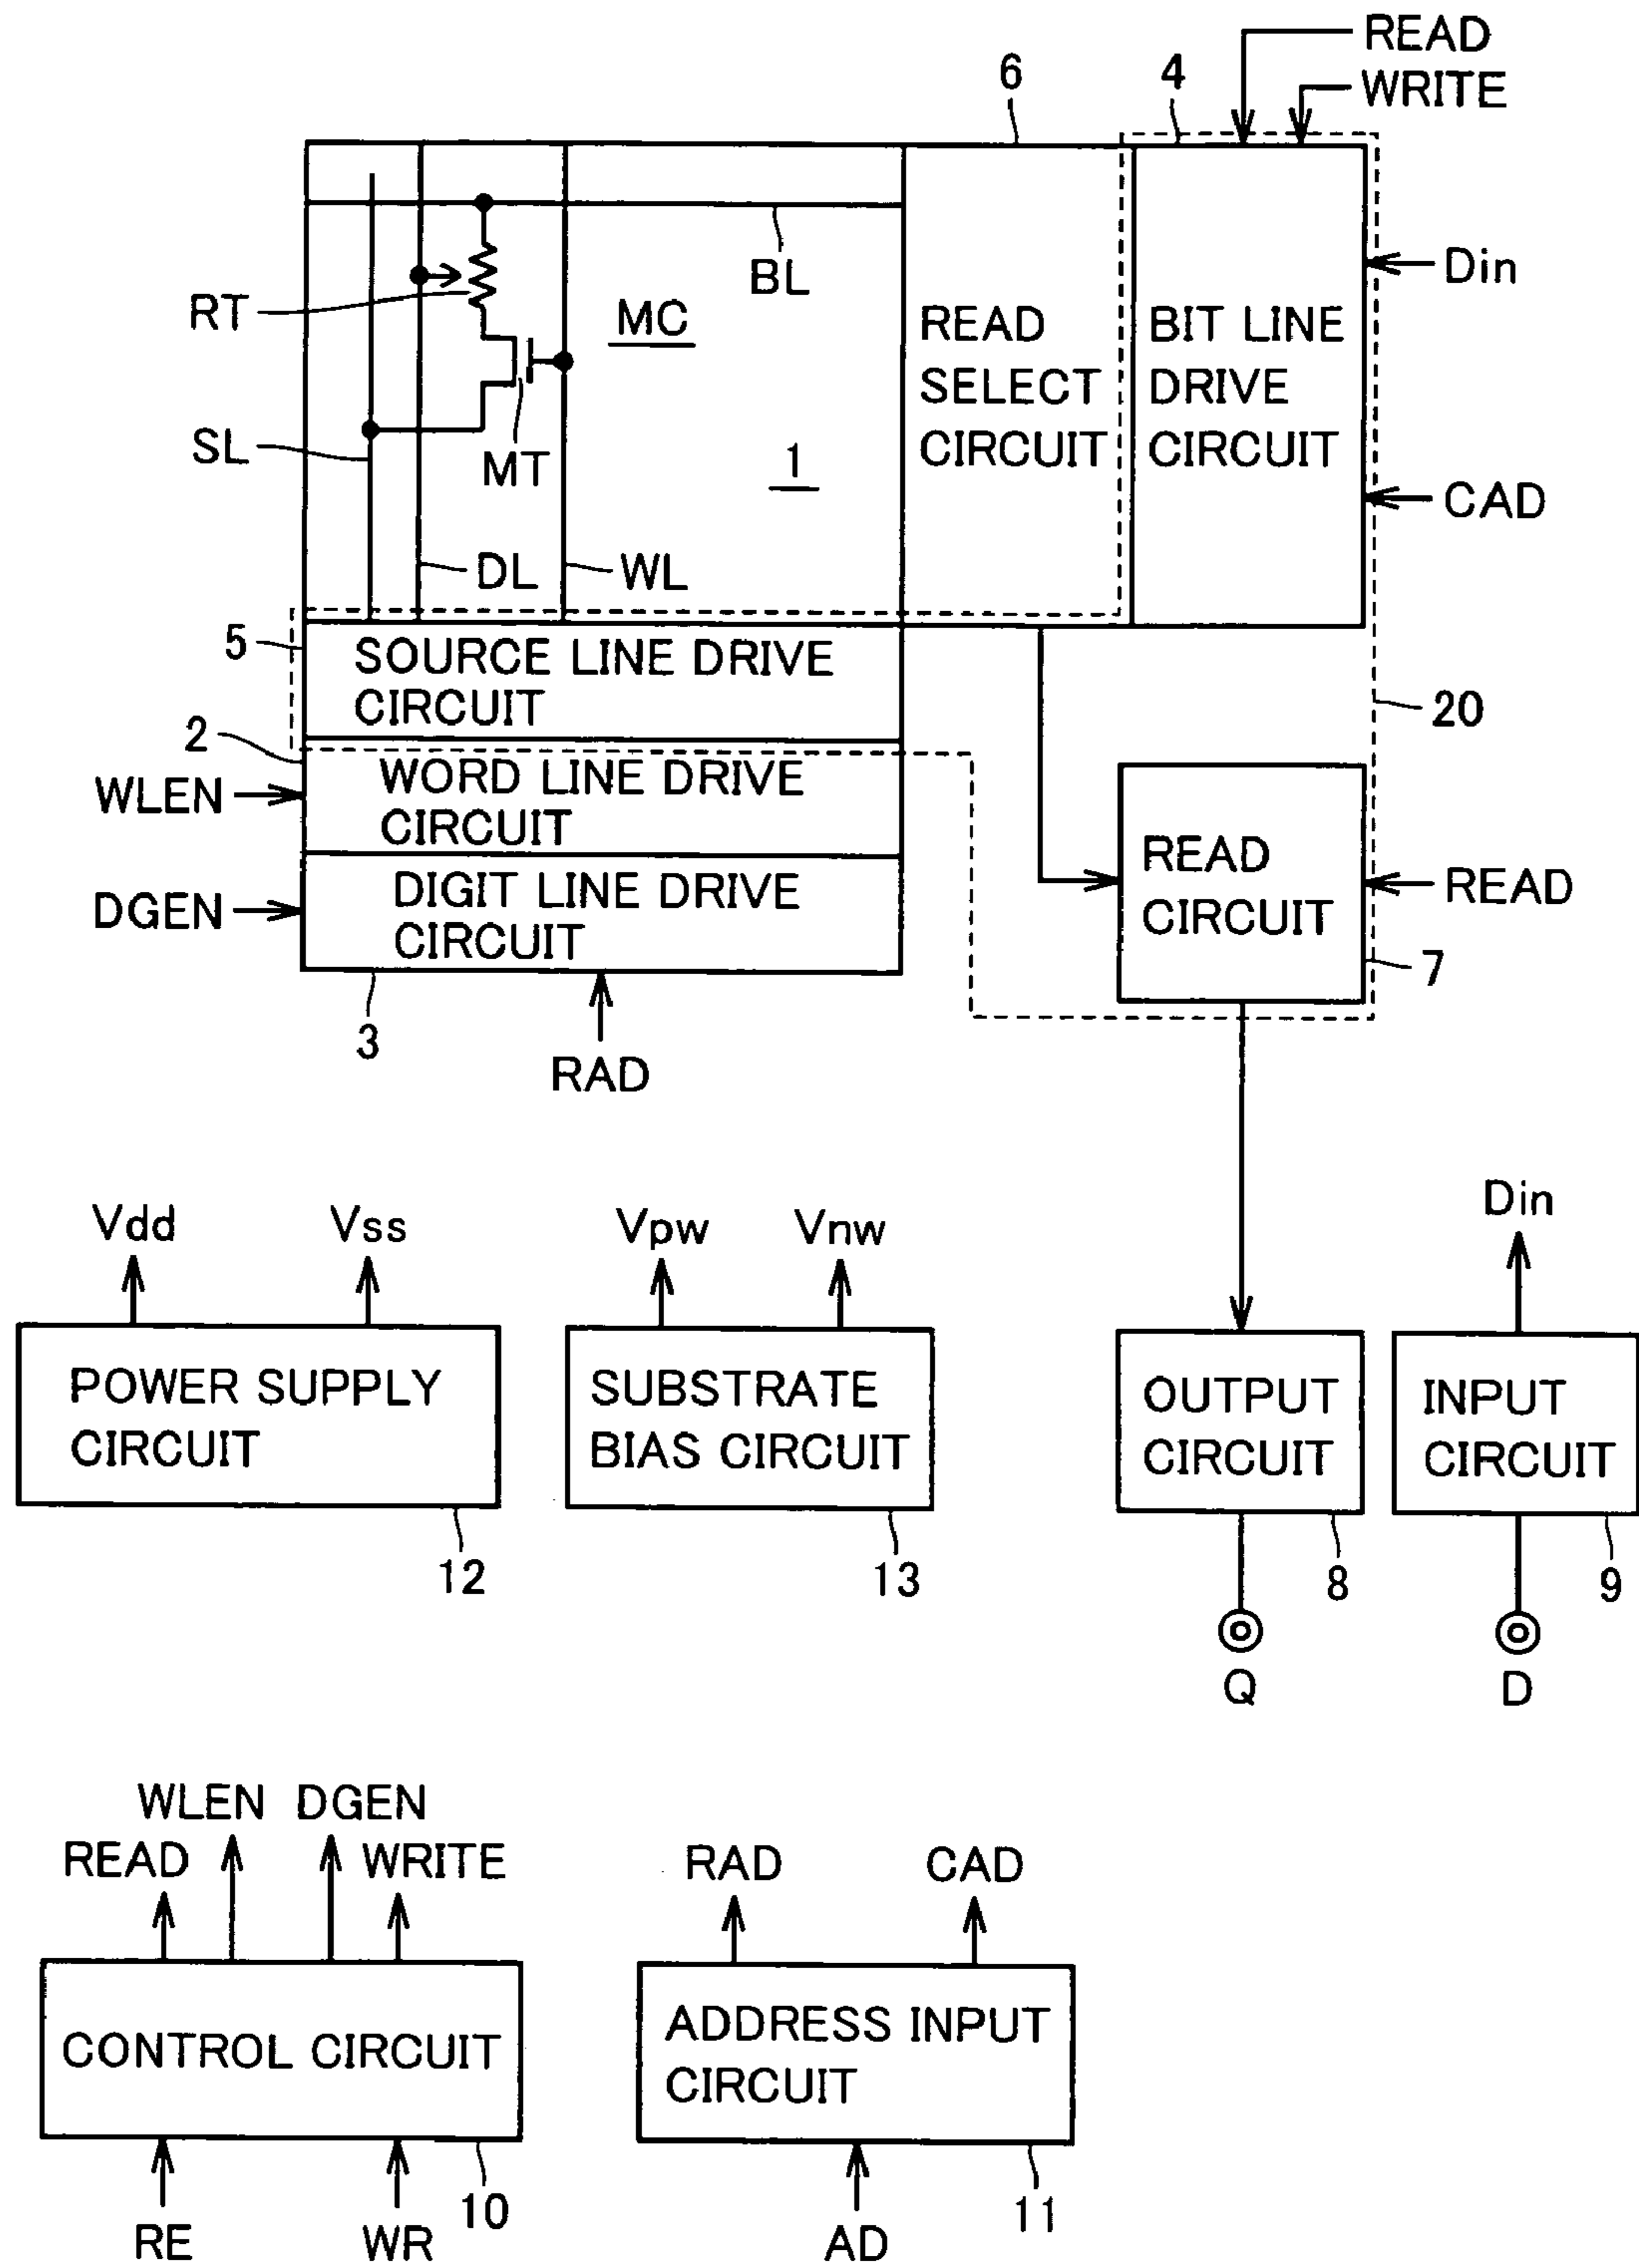 READ
WRITE
6
4
Din
BL
RT
MC
READ
SELECT
CIRCUIT
BIT LINE
DRIVE
CIRCUIT
SL
MT
1
CAD
DL
WL
5
SOURCE LINE DRIVE
CIRCUIT
20
2
WORD LINE DRIVE
CIRCUIT
WLEN
READ
CIRCUIT
READ
DIGIT LINE DRIVE
CIRCUIT
DGEN
7
3
RAD
Vdd
Vss
Vpw
Vnw
Din
POWER SUPPLY
CIRCUIT
SUBSTRATE
BIAS CIRCUIT
OUTPUT
CIRCUIT
INPUT
CIRCUIT
12
13
8
9
Q
D
WLEN
DGEN
READ
WRITE
RAD
CAD
CONTROL CIRCUIT
ADDRESS INPUT
CIRCUIT
10
11
RE
WR
AD